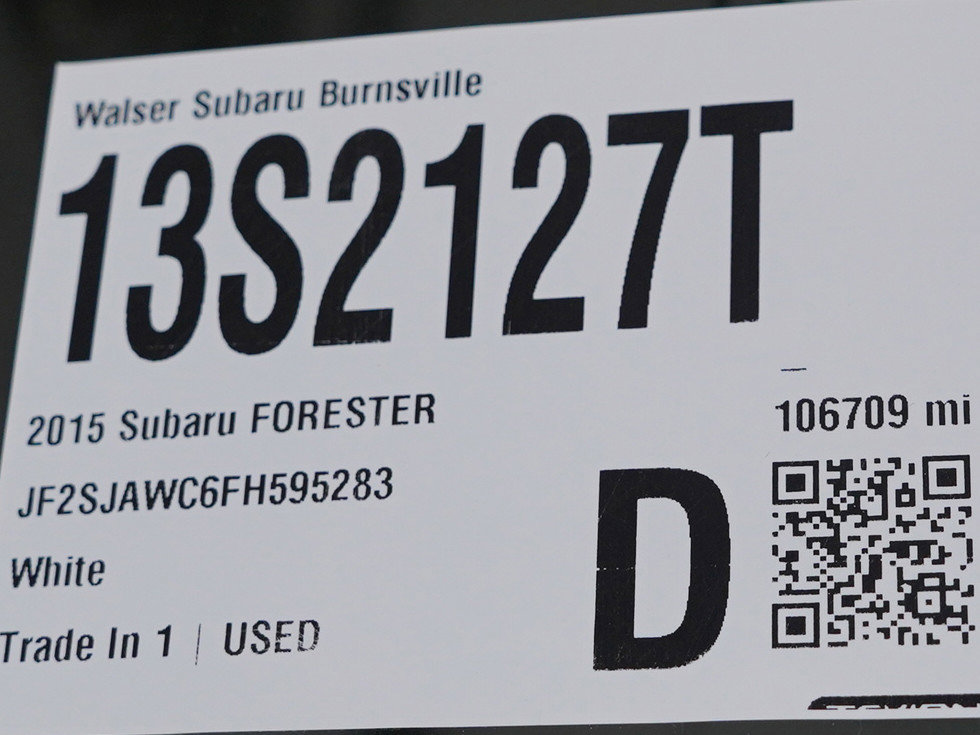 Walser Subaru Burnsville
13S2127T
2015 Subaru FORESTER
106709 mi
JF2SJAWC6FH595283
D
White
Trade In 1 | USED